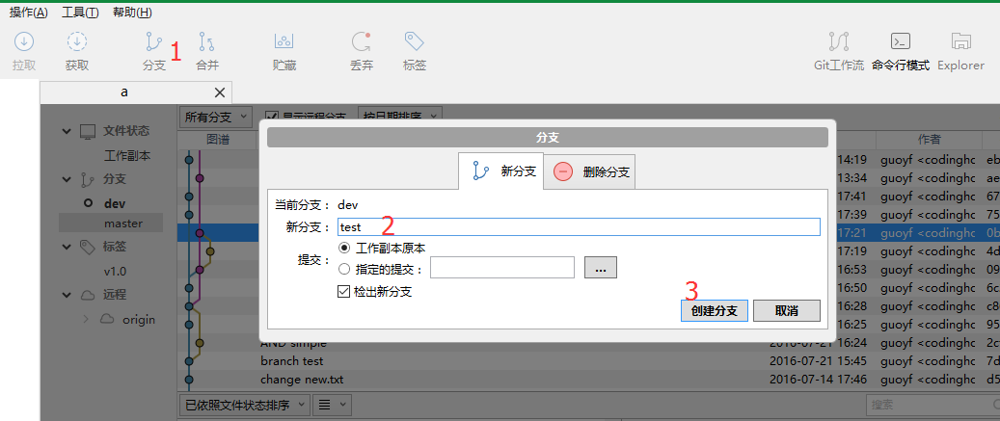 操作(A) 工具(T) 帮助(H)
拉取 获取 分支 1 合并 贮藏 丢弃 标签 Git工作流 命令行模式 Explorer
a
所有分支 显示远程分支 按日期排序
文件状态 图谱 分支 作者
工作副本 新分支 删除分支 14:19 guoyf <codinghc eb
分支 13:34 guoyf <codinghc ae
dev 当前分支： dev 17:41 guoyf <codinghc 67
master 新分支： test 2 17:39 guoyf <codinghc 75
17:21 guoyf <codinghc 0b
标签 提交： 工作副本原本 17:19 guoyf <codinghc 4d
v1.0 指定的提交： ... 16:53 guoyf <codinghc 09
远程 检出新分支 3 16:50 guoyf <codinghc 6c
origin 创建分支 取消 16:28 guoyf <codinghc c8
16:25 guoyf <codinghc 95
AND simple 2016-07-21 16:24 guoyf <codinghc 2c
branch test 2016-07-21 15:45 guoyf <codinghc 7d
change new.txt 2016-07-14 17:46 guoyf <codinghc d5
已依照文件状态排序 搜索